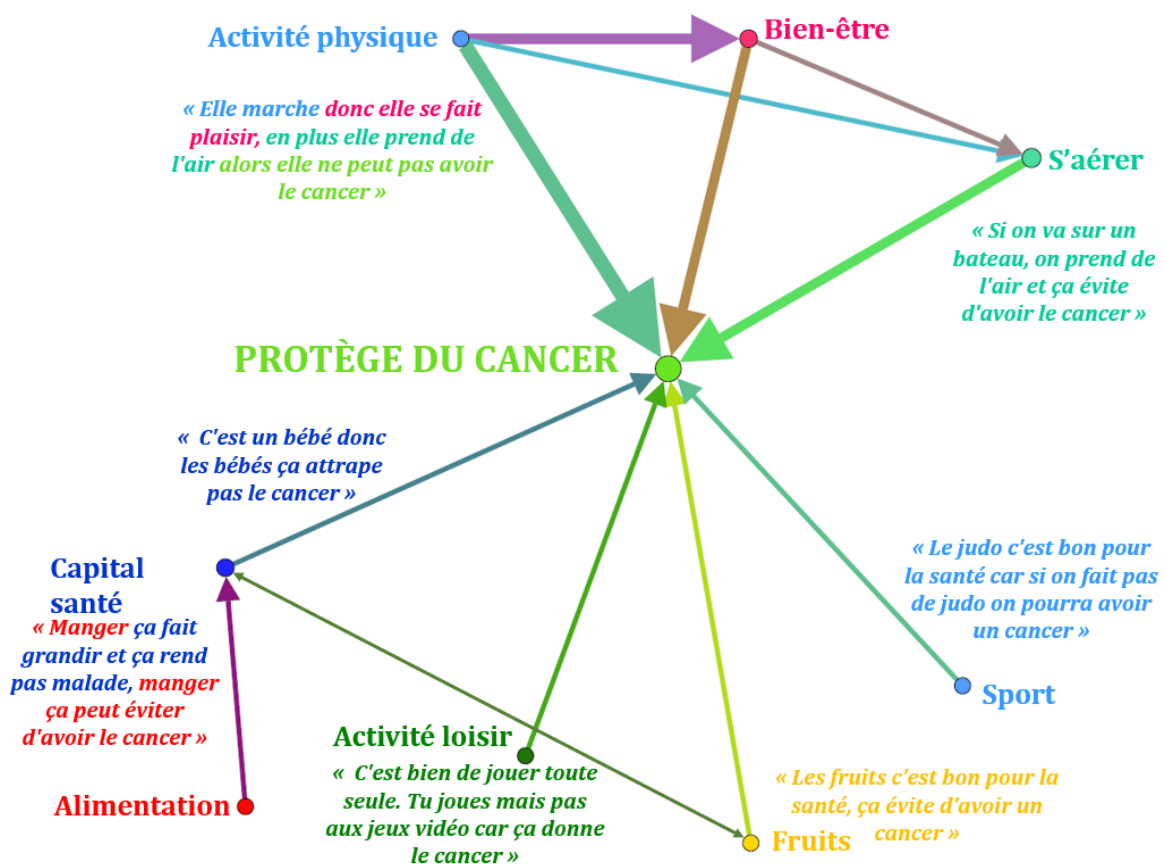 Activité physique
Bien-être
« Elle marche donc elle se fait
plaisir, en plus elle prend de
l'air alors elle ne peut pas avoir
le cancer »
S’aérer
« Si on va sur un
bateau, on prend de
l'air et ça évite
d'avoir le cancer »
PROTÈGE DU CANCER
«  C'est un bébé donc
les bébés ça attrape
pas le cancer »
Capital
santé
« Manger ça fait
grandir et ça rend
pas malade, manger
ça peut éviter
d'avoir le cancer »
« Le judo c'est bon pour
la santé car si on fait pas
de judo on pourra avoir
un cancer »
Sport
Activité loisir
«  C'est bien de jouer toute
seule. Tu joues mais pas
aux jeux vidéo car ça donne
le cancer »
Alimentation
« Les fruits c’est bon pour la
santé, ça évite d’avoir un
cancer »
Fruits